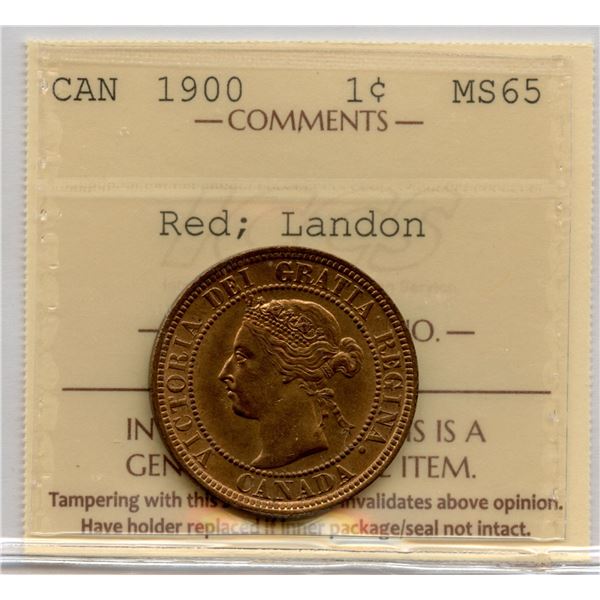 CAN 1900 1¢ MS65
— COMMENTS —
Red; Landon
VICTORIA DEI GRATIA REGINA.
CANADA
O. —
IN S IS A
GEN ITEM.
Tampering with this invalidates above opinion.
Have holder replaced if inner package/seal not intact.